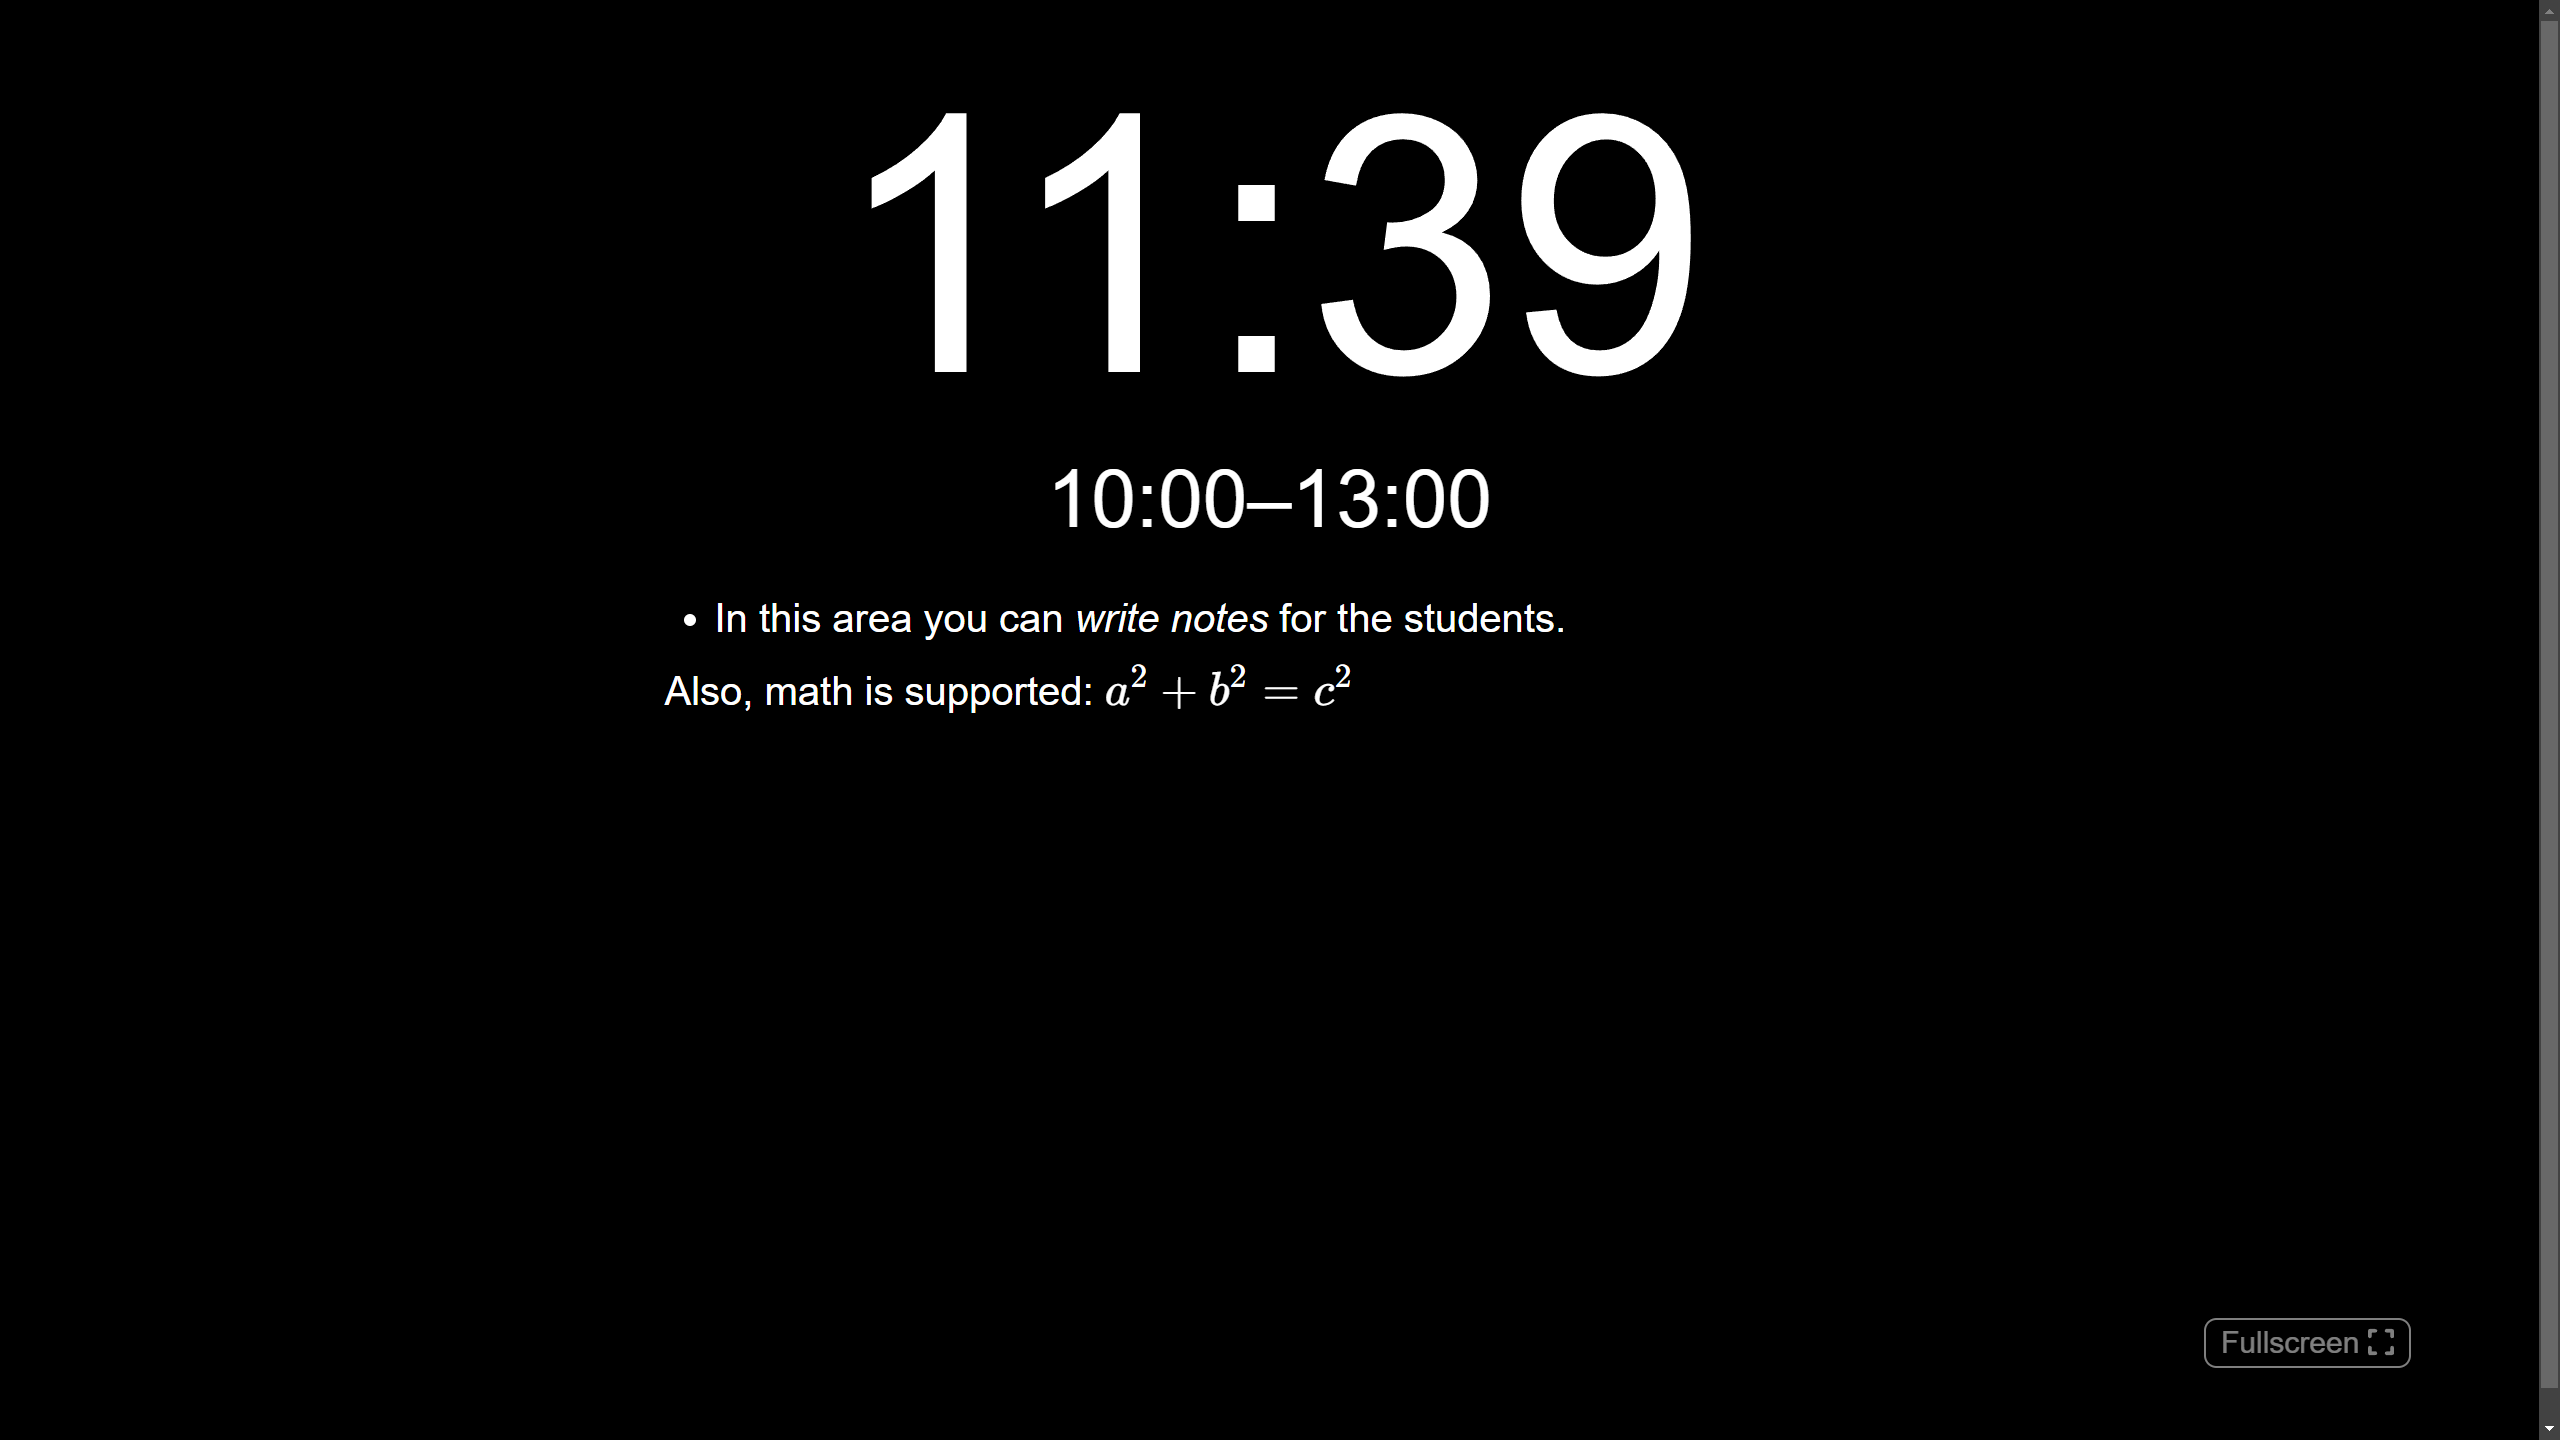 11:39
10:00–13:00
• In this area you can write notes for the students.
Also, math is supported: a² + b² = c²
Fullscreen